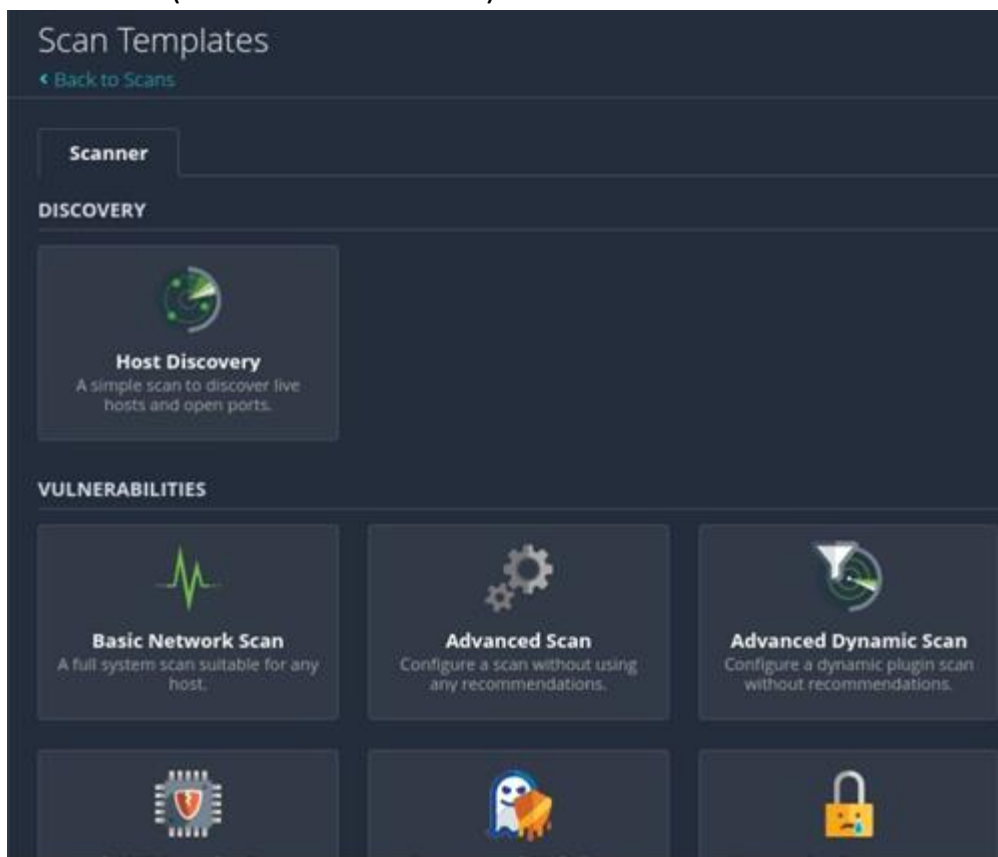 Scan Templates
Back to Scans
Scanner
DISCOVERY
Host Discovery
A simple scan to discover live
hosts and open ports.
VULNERABILITIES
Basic Network Scan
A full system scan suitable for any
host.
Advanced Scan
Configure a scan without using
any recommendations.
Advanced Dynamic Scan
Configure a dynamic plugin scan
without recommendations.